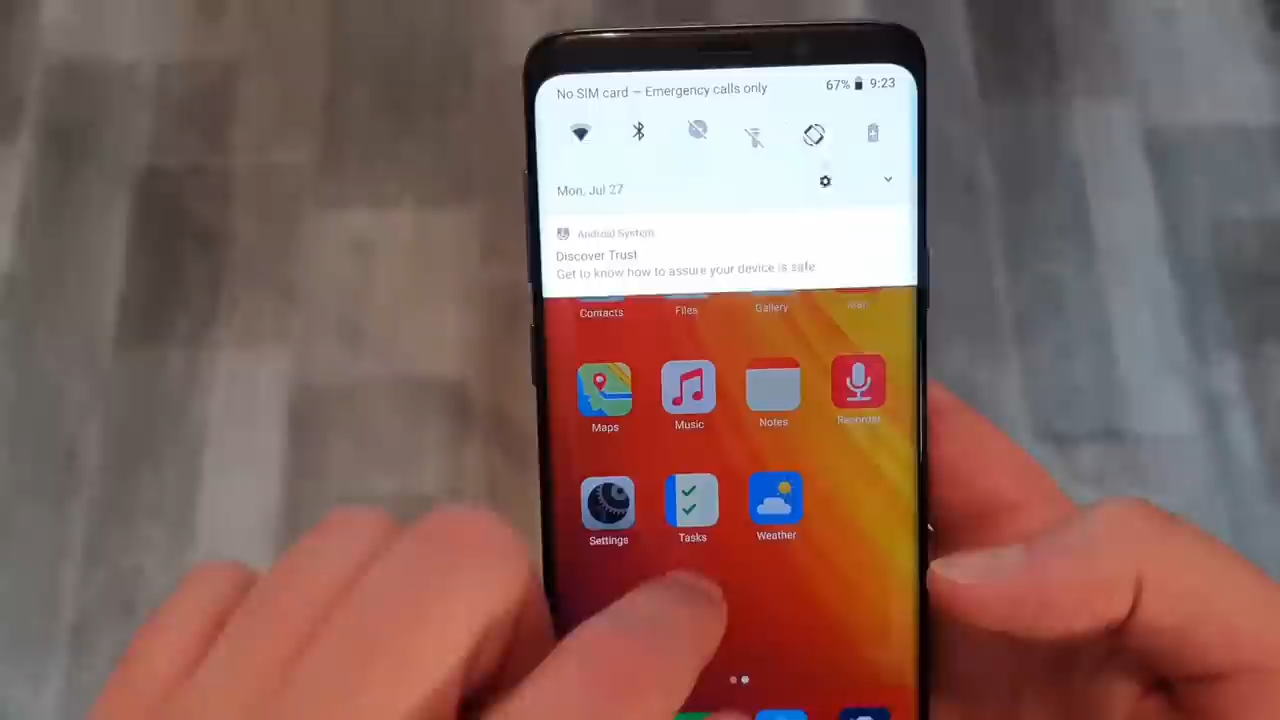 No SIM card – Emergency calls only 67% 9:23
Mon, Jul 27
Android System
Discover Trust
Get to know how to assure your device is safe
Contacts Files Gallery
Maps Music Notes Recorder
Settings Tasks Weather